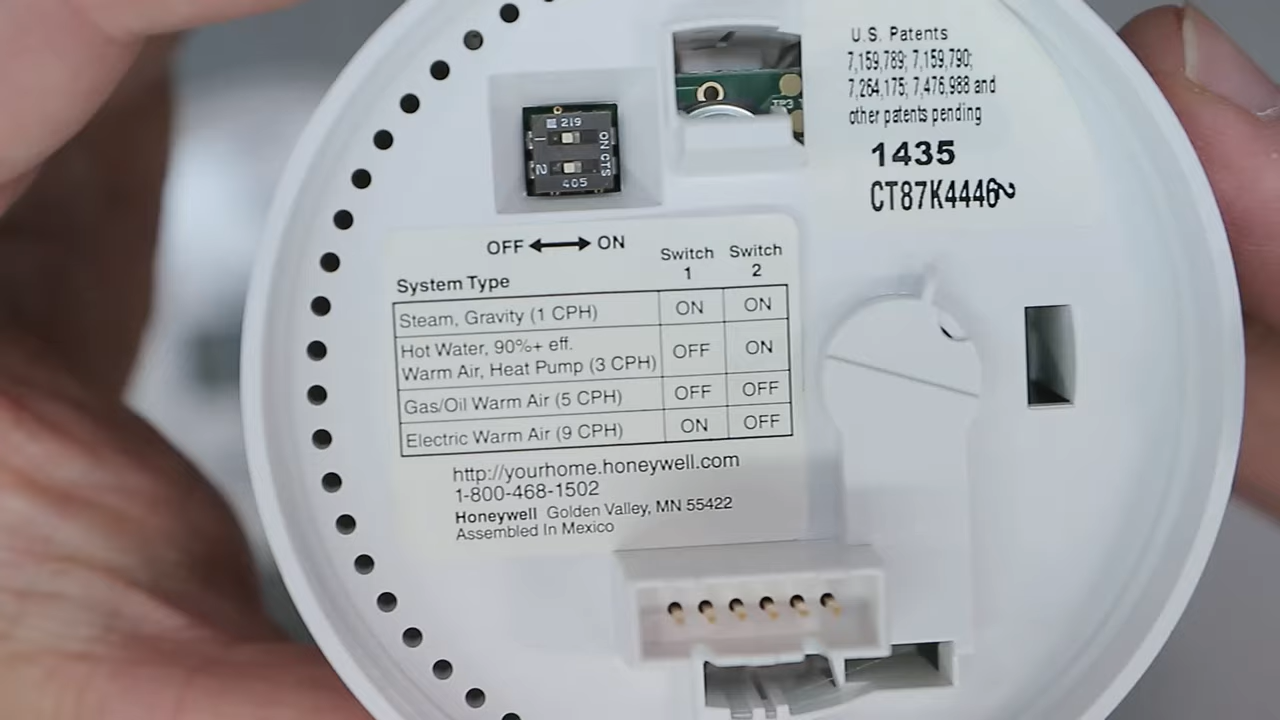 U.S. Patents
7,159,789; 7,159,790;
7,264,175; 7,476,988 and
other patents pending
1435
CT87K4446
219
1
ON CTS
2
405
TP3
OFF ON
System Type Switch 1 Switch 2
Steam, Gravity (1 CPH) ON ON
Hot Water, 90%+ eff.
Warm Air, Heat Pump (3 CPH) OFF ON
Gas/Oil Warm Air (5 CPH) OFF OFF
Electric Warm Air (9 CPH) ON OFF
http://yourhome.honeywell.com
1-800-468-1502
Honeywell Golden Valley, MN 55422
Assembled In Mexico